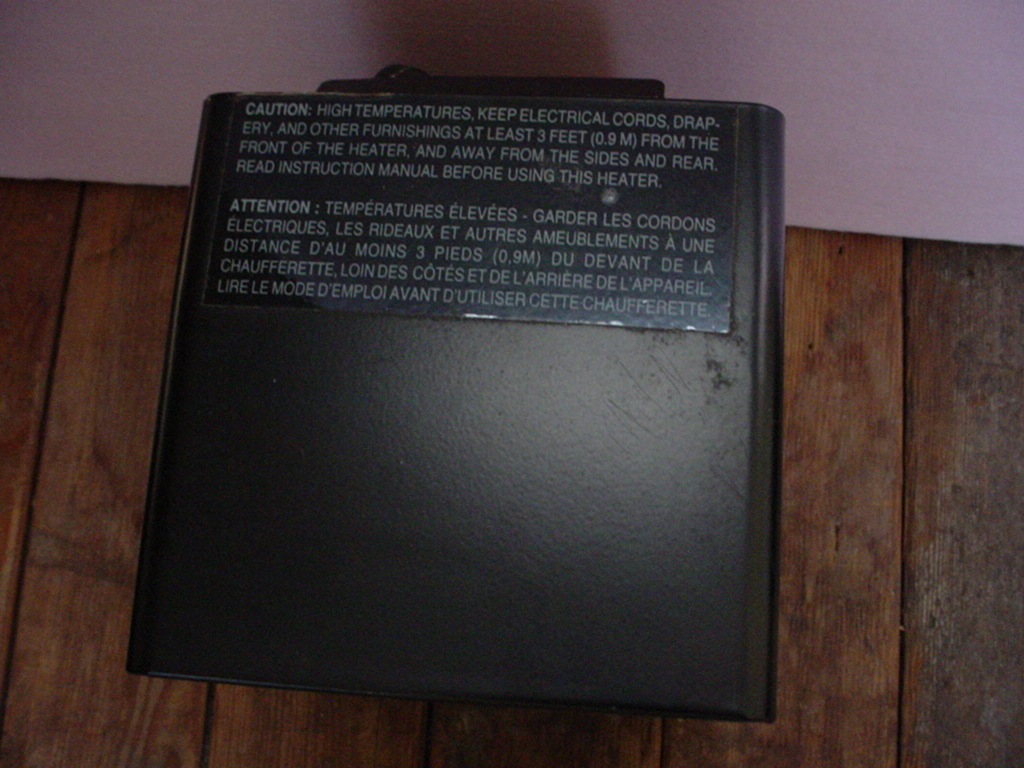 CAUTION: HIGH TEMPERATURES, KEEP ELECTRICAL CORDS, DRAP-
ERY, AND OTHER FURNISHINGS AT LEAST 3 FEET (0.9 M) FROM THE
FRONT OF THE HEATER, AND AWAY FROM THE SIDES AND REAR.
READ INSTRUCTION MANUAL BEFORE USING THIS HEATER.
ATTENTION : TEMPÉRATURES ÉLEVÉES - GARDER LES CORDONS
ÉLECTRIQUES, LES RIDEAUX ET AUTRES AMEUBLEMENTS À UNE
DISTANCE D'AU MOINS 3 PIEDS (0,9M) DU DEVANT DE LA
CHAUFFERETTE, LOIN DES CÔTÉS ET DE L'ARRIÈRE DE L'APPAREIL.
LIRE LE MODE D'EMPLOI AVANT D'UTILISER CETTE CHAUFFERETTE.